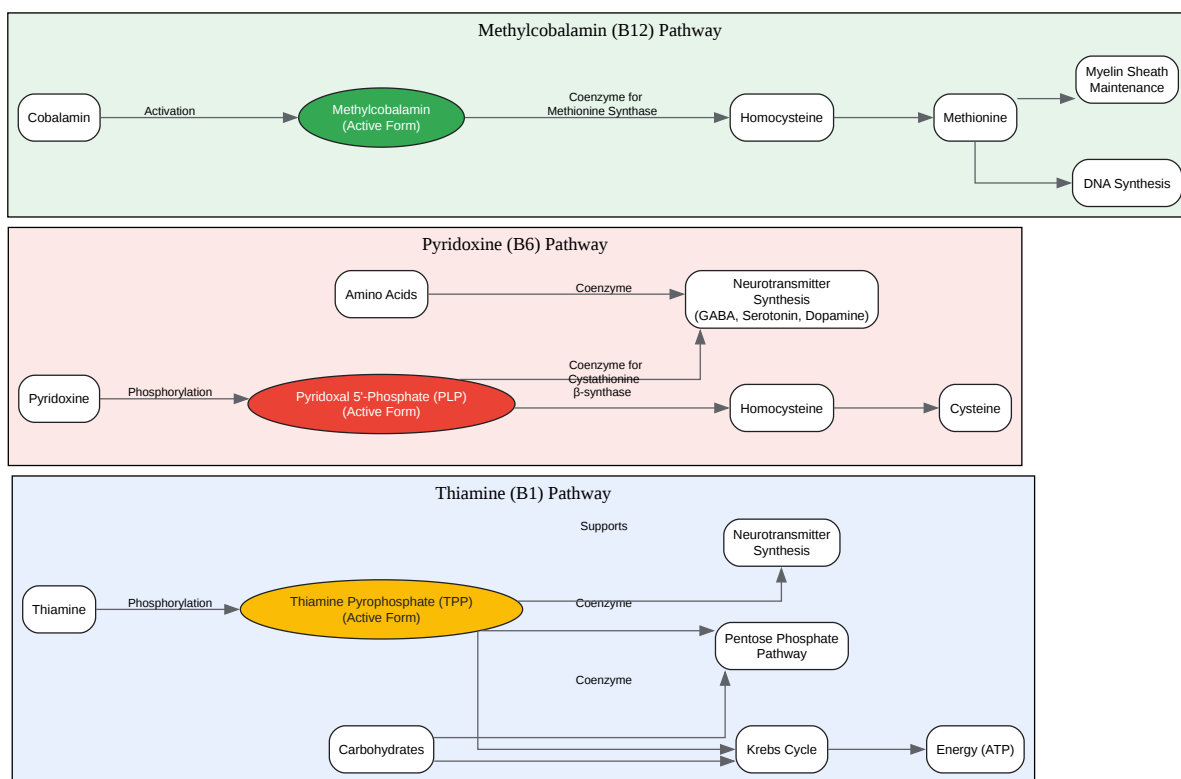 Methylcobalamin (B12) Pathway
Cobalamin
Activation
Methylcobalamin
(Active Form)
Coenzyme for
Methionine Synthase
Homocysteine
Methionine
Myelin Sheath
Maintenance
DNA Synthesis
Pyridoxine (B6) Pathway
Amino Acids
Coenzyme
Neurotransmitter
Synthesis
(GABA, Serotonin, Dopamine)
Pyridoxine
Phosphorylation
Pyridoxal 5'-Phosphate (PLP)
(Active Form)
Coenzyme for
Cystathionine
β-synthase
Homocysteine
Cysteine
Thiamine (B1) Pathway
Supports
Neurotransmitter
Synthesis
Thiamine
Phosphorylation
Thiamine Pyrophosphate (TPP)
(Active Form)
Coenzyme
Pentose Phosphate
Pathway
Coenzyme
Carbohydrates
Krebs Cycle
Energy (ATP)